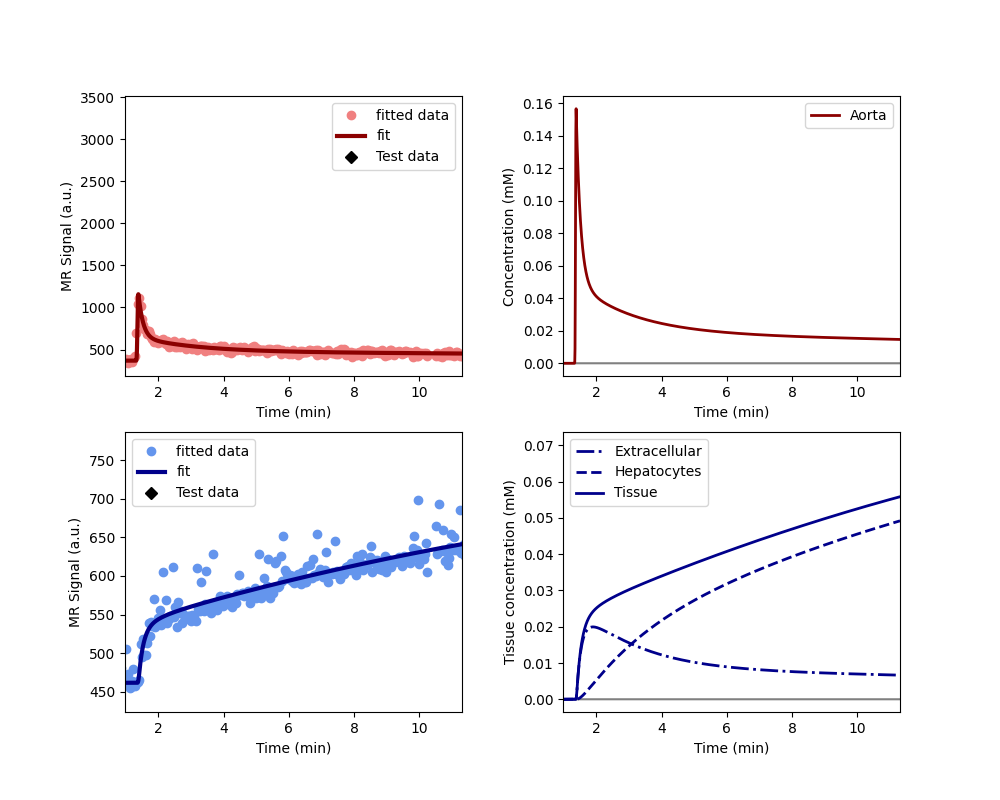 3500
3000
2500
2000
1500
1000
500
MR Signal (a.u.)
fitted data
fit
Test data
2 4 6 8 10
Time (min)
0.16
0.14
0.12
0.10
0.08
0.06
0.04
0.02
0.00
Concentration (mM)
Aorta
2 4 6 8 10
Time (min)
750
700
650
600
550
500
450
MR Signal (a.u.)
fitted data
fit
Test data
2 4 6 8 10
Time (min)
0.07
0.06
0.05
0.04
0.03
0.02
0.01
0.00
Tissue concentration (mM)
Extracellular
Hepatocytes
Tissue
2 4 6 8 10
Time (min)